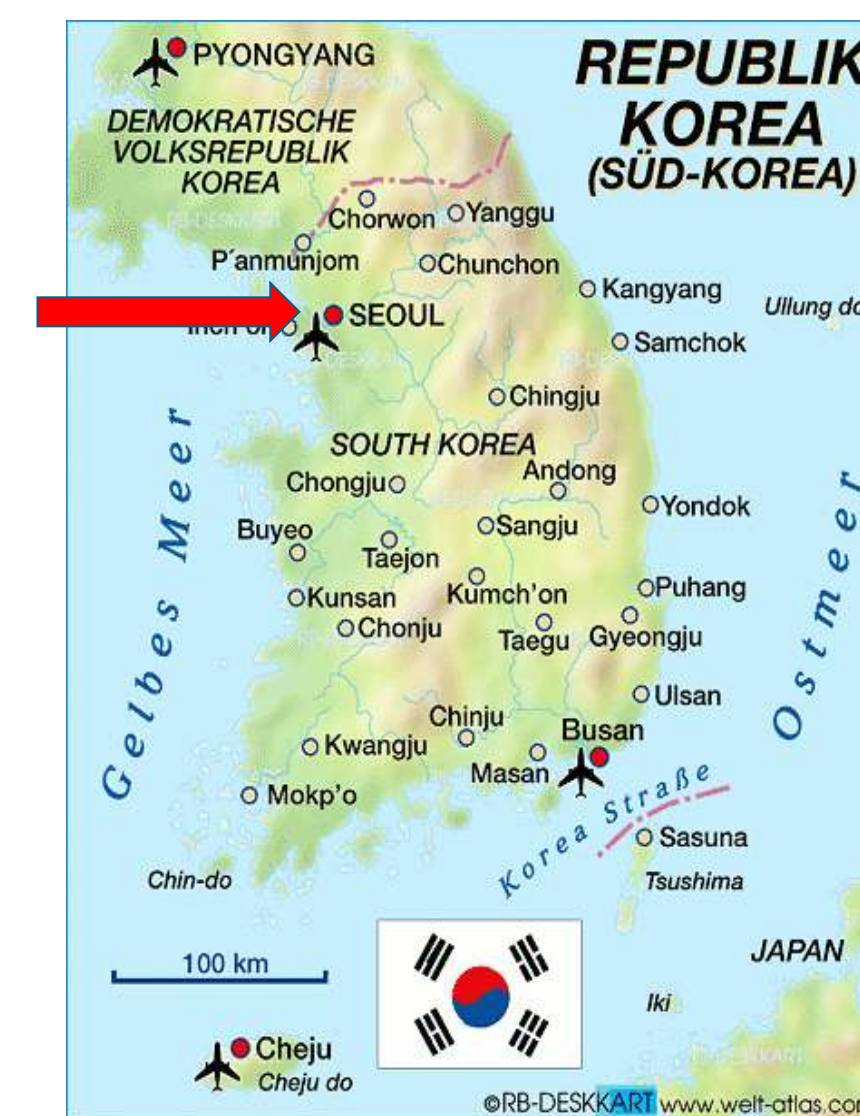 PYONGYANG
REPUBLIK
KOREA
(SÜD-KOREA)
DEMOKRATISCHE
VOLKSREPUBLIK
KOREA
Chorwon
Yanggu
P´anmunjom
Chunchon
Kangyang
Ullung do
SEOUL
Samchok
Chingju
SOUTH KOREA
Andong
Chongju
Yondok
Buyeo
Sangju
Taejon
Kumch'on
Puhang
Kunsan
Chonju
Taegu
Gyeongju
Ulsan
Chinju
Busan
Kwangju
Masan
Mokp'o
Gelbes Meer
Ostmeer
Korea Straße
Sasuna
Chin-do
Tsushima
JAPAN
100 km
Iki
Cheju
Cheju do
©RB-DESKKART www.welt-atlas.com